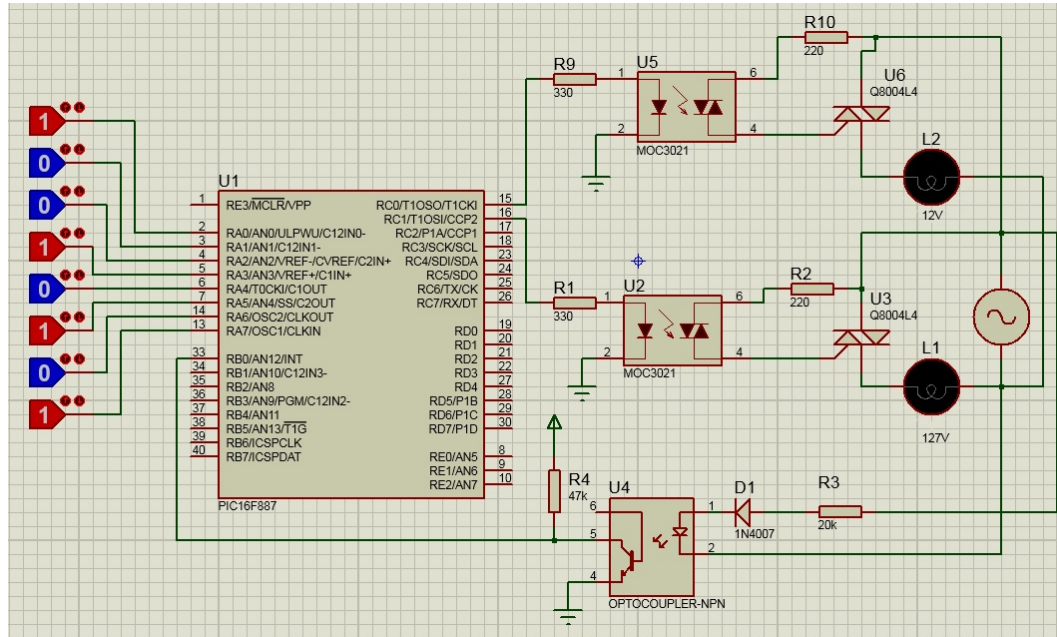 R10
220
R9
330
U5
1
6
2
4
MOC3021
U6
Q8004L4
L2
12V
1
0
0
1
0
1
0
1
U1
1 RE3/MCLR/VPP
2 RA0/AN0/ULPWU/C12IN0-
3 RA1/AN1/C12IN1-
4 RA2/AN2/VREF-/CVREF/C2IN+
5 RA3/AN3/VREF+/C1IN+
6 RA4/T0CKI/C1OUT
7 RA5/AN4/SS/C2OUT
14 RA6/OSC2/CLKOUT
13 RA7/OSC1/CLKIN
33 RB0/AN12/INT
34 RB1/AN10/C12IN3-
35 RB2/AN8
36 RB3/AN9/PGM/C12IN2-
37 RB4/AN11
38 RB5/AN13/T1G
39 RB6/ICSPCLK
40 RB7/ICSPDAT
RC0/T1OSO/T1CKI 15
RC1/T1OSI/CCP2 16
RC2/P1A/CCP1 17
RC3/SCK/SCL 18
RC4/SDI/SDA 23
RC5/SDO 24
RC6/TX/CK 25
RC7/RX/DT 26
RD0 19
RD1 20
RD2 21
RD3 22
RD4 27
RD5/P1B 28
RD6/P1C 29
RD7/P1D 30
RE0/AN5 8
RE1/AN6 9
RE2/AN7 10
PIC16F887
R1
330
U2
1
6
2
4
MOC3021
R2
220
U3
Q8004L4
L1
127V
R4
47k
U4
6
5
4
1
2
OPTOCOUPLER-NPN
D1
1N4007
R3
20k